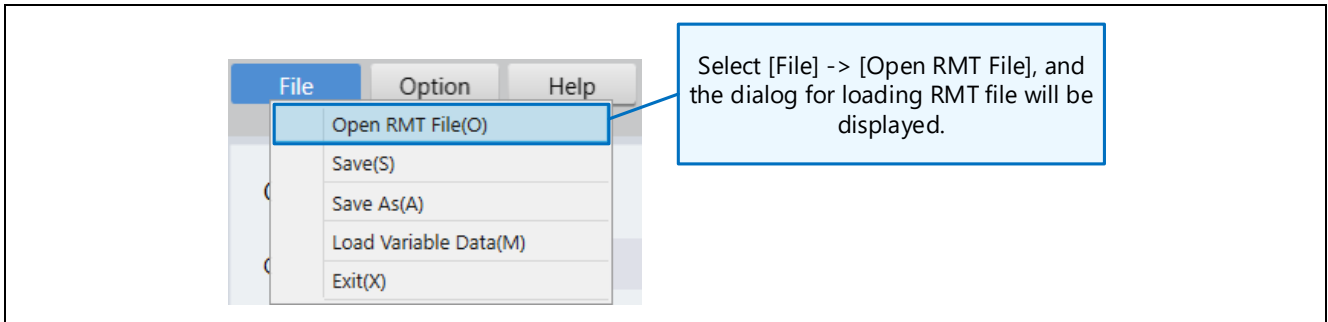 File Option Help
Open RMT File(O)
Save(S)
Save As(A)
Load Variable Data(M)
Exit(X)
Select [File] -> [Open RMT File], and
the dialog for loading RMT file will be
displayed.